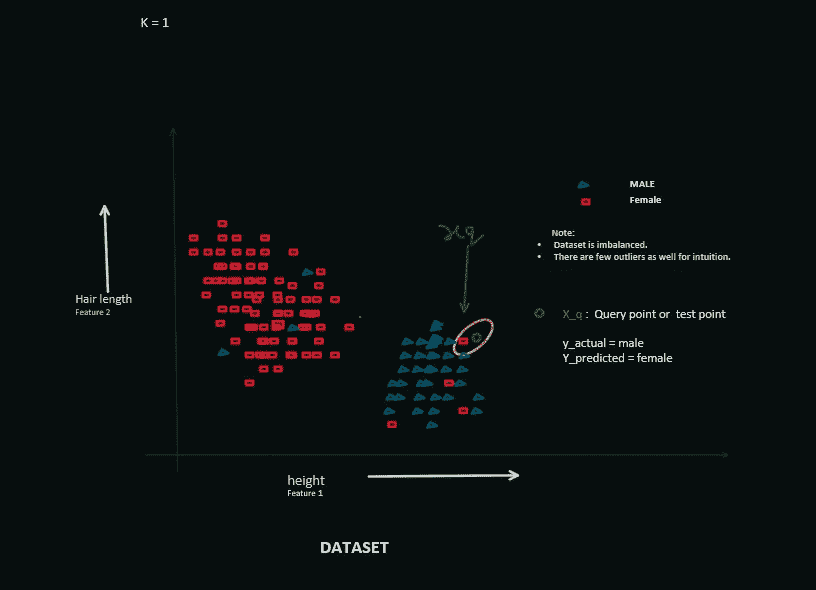 K = 1
MALE
Female
xq
Note:
• Dataset is imbalanced.
• There are few outliers as well for intuition.
Hair length
Feature 2
X_q : Query point or test point
y_actual = male
Y_predicted = female
height
Feature 1
DATASET